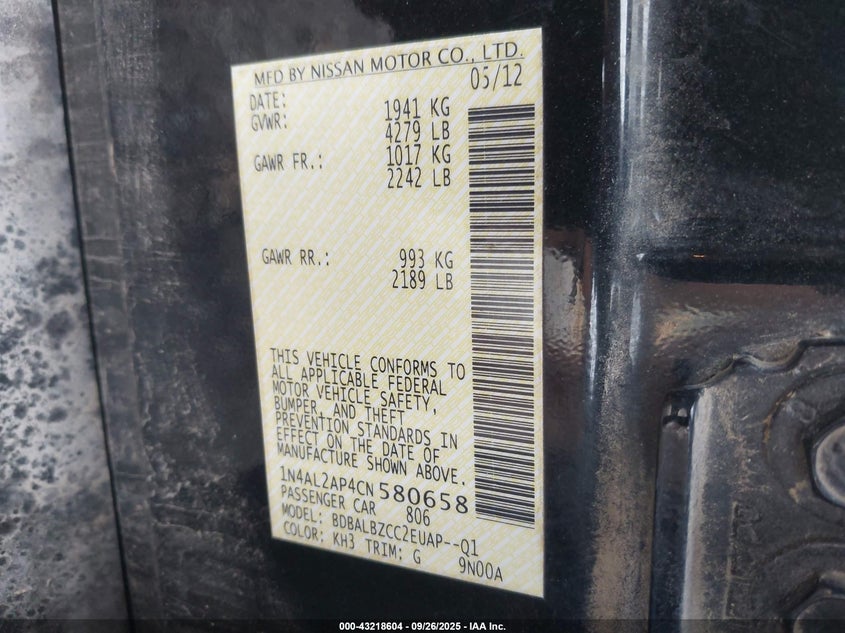 MFD BY NISSAN MOTOR CO., LTD.
DATE: 05/12
GVWR: 1941 KG
4279 LB
GAWR FR.: 1017 KG
2242 LB
GAWR RR.: 993 KG
2189 LB
THIS VEHICLE CONFORMS TO
ALL APPLICABLE FEDERAL
MOTOR VEHICLE SAFETY,
BUMPER, AND THEFT
PREVENTION STANDARDS IN
EFFECT ON THE DATE OF
MANUFACTURE SHOWN ABOVE.
1N4AL2AP4CN580658
PASSENGER CAR 806
MODEL: BDBALBZCC2EUAP--Q1
COLOR: KH3 TRIM: G 9N00A
000-43218604 - 09/26/2025 - IAA Inc.